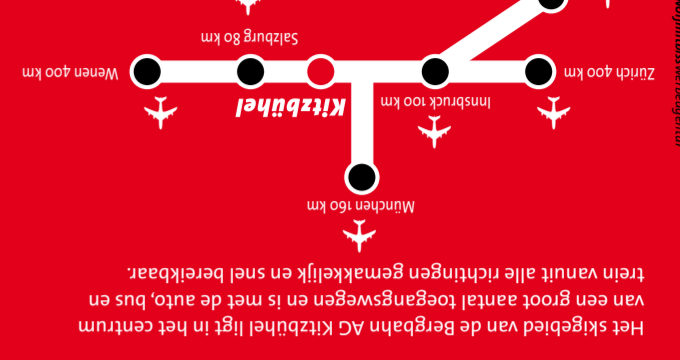 Het skigebied van de Bergbahn AG Kitzbühel ligt in het centrum
van een groot aantal toegangswegen en is met de auto, bus en
trein vanuit alle richtingen gemakkelijk en snel bereikbaar.
München 160 km
Innsbruck 100 km
Kitzbühel
Zürich 400 km
Wenen 400 km
Salzburg 80 km